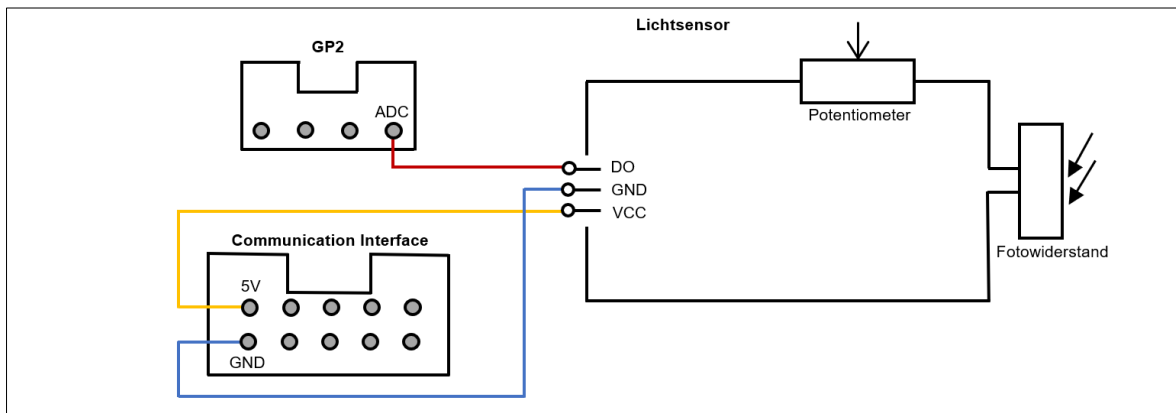 Lichtsensor
GP2
ADC
Potentiometer
DO
GND
VCC
Fotowiderstand
Communication Interface
5V
GND